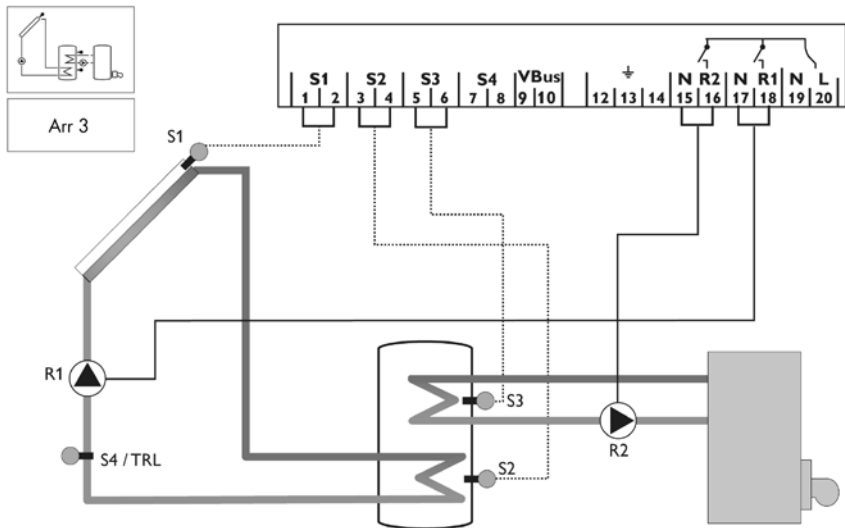 S1 S2 S3 S4 VBus ⏚ N R2 N R1 N L
1 2 3 4 5 6 7 8 9 10 12 13 14 15 16 17 18 19 20
Arr 3
S1
R1
S3
R2
S4 / TRL
S2